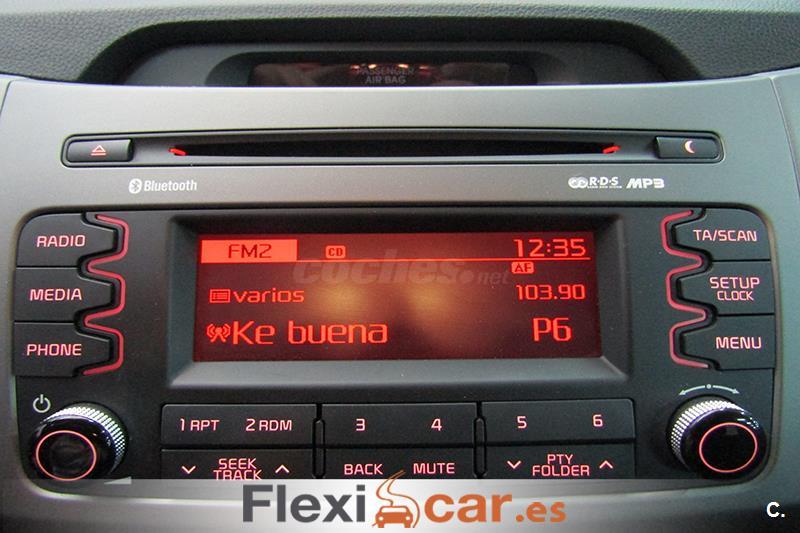 PASSENGER
AIR BAG
Bluetooth
R·D·S MP3
RADIO
MEDIA
PHONE
FM2 CD 12:35
AF
coches.net
varios 103.90
Ke buena P6
TA/SCAN
SETUP
CLOCK
MENU
1 RPT 2 RDM 3 4 5 6
SEEK
TRACK
BACK MUTE
PTY
FOLDER
Flexicar.es
C.